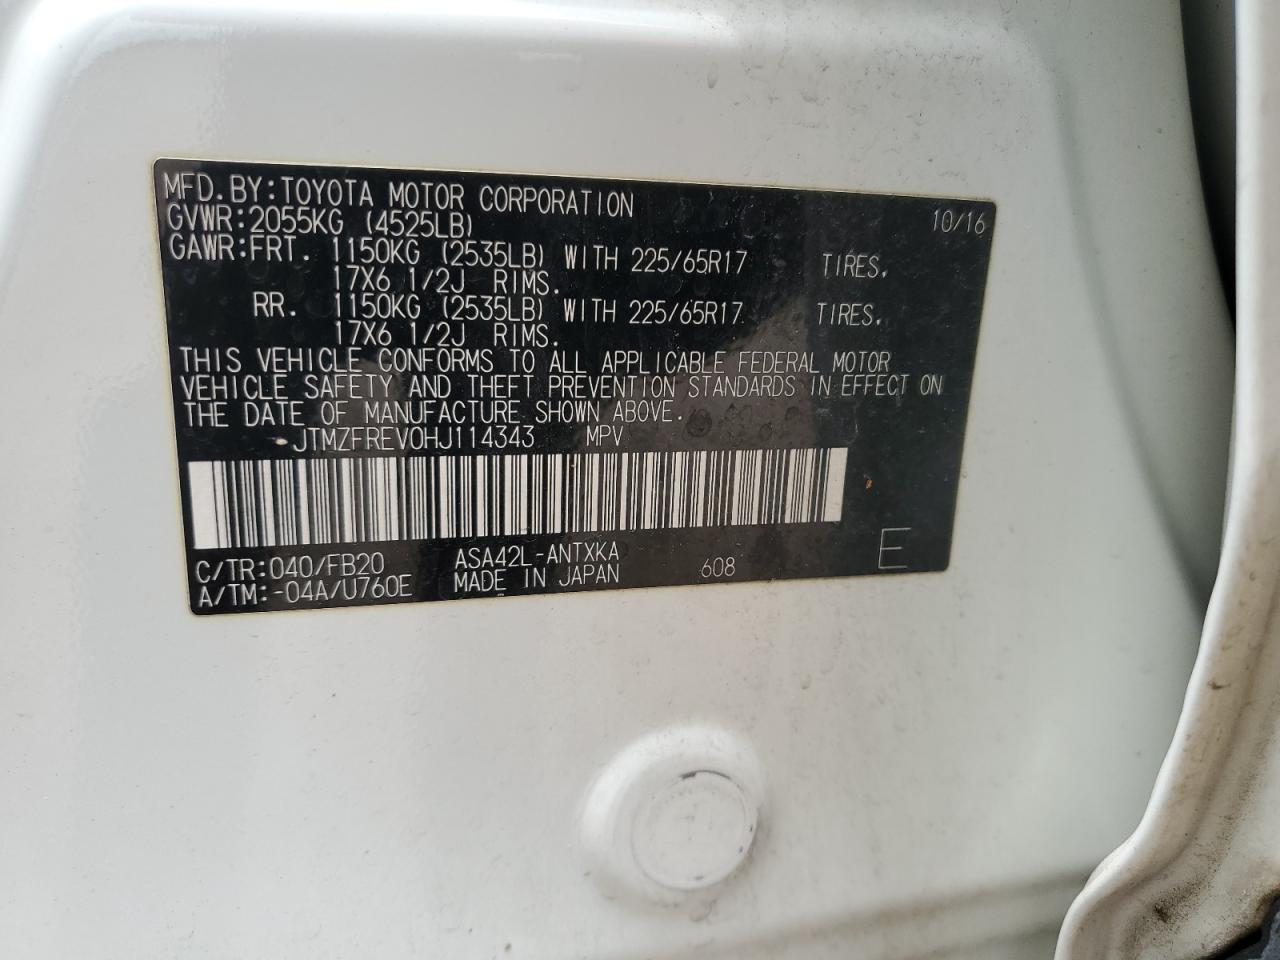 MFD.BY:TOYOTA MOTOR CORPORATION 10/16
GVWR:2055KG (4525LB)
GAWR:FRT. 1150KG (2535LB) WITH 225/65R17 TIRES,
17X6 1/2J RIMS.
RR. 1150KG (2535LB) WITH 225/65R17 TIRES,
17X6 1/2J RIMS.
THIS VEHICLE CONFORMS TO ALL APPLICABLE FEDERAL MOTOR
VEHICLE SAFETY AND THEFT PREVENTION STANDARDS IN EFFECT ON
THE DATE OF MANUFACTURE SHOWN ABOVE.
JTMZFREV0HJ114343 MPV
C/TR:040/FB20 ASA42L-ANTXKA 608 E
A/TM:-04A/U760E MADE IN JAPAN